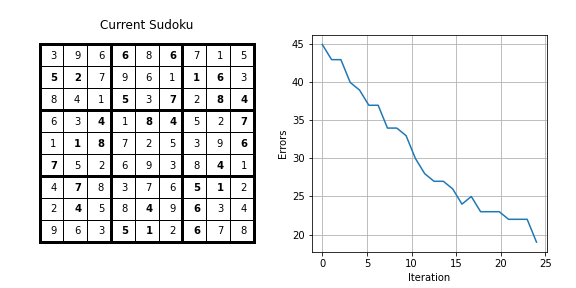 Current Sudoku
3 9 6 6 8 6 7 1 5
5 2 7 9 6 1 1 6 3
8 4 1 5 3 7 2 8 4
6 3 4 1 8 4 5 2 7
1 1 8 7 2 5 3 9 6
7 5 2 6 9 3 8 4 1
4 7 8 3 7 6 5 1 2
2 4 5 8 4 9 6 3 4
9 6 3 5 1 2 6 7 8
45
40
35
30
25
20
Errors
0 5 10 15 20 25
Iteration